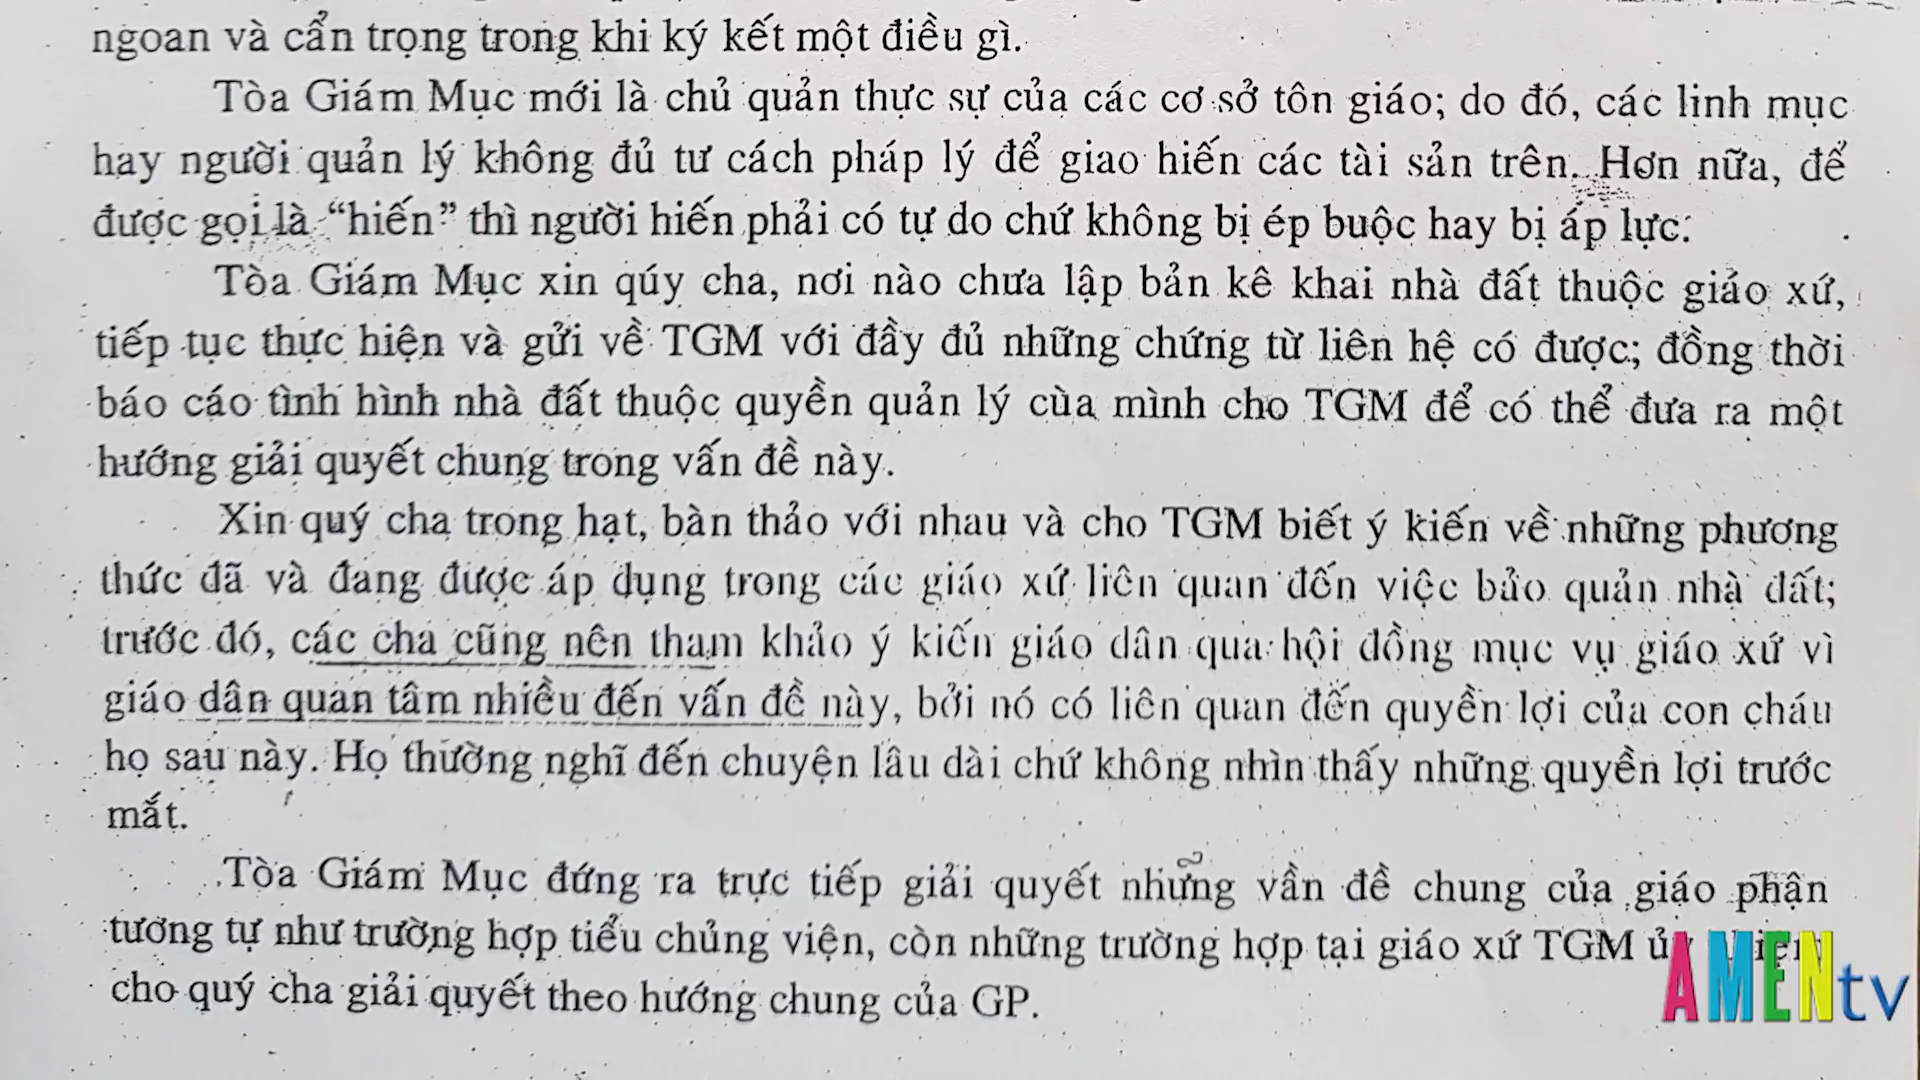 ngoan và cẩn trọng trong khi ký kết một điều gì.
Tòa Giám Mục mới là chủ quản thực sự của các cơ sở tôn giáo; do đó, các linh mục
hay người quản lý không đủ tư cách pháp lý để giao hiến các tài sản trên. Hơn nữa, để
được gọi là “hiến” thì người hiến phải có tự do chứ không bị ép buộc hay bị áp lực.
Tòa Giám Mục xin qúy cha, nơi nào chưa lập bản kê khai nhà đất thuộc giáo xứ,
tiếp tục thực hiện và gửi về TGM với đầy đủ những chứng từ liên hệ có được; đồng thời
báo cáo tình hình nhà đất thuộc quyền quản lý cùa mình cho TGM để có thể đưa ra một
hướng giải quyết chung trong vấn đề này.
Xin quý cha trong hạt, bàn thảo với nhau và cho TGM biết ý kiến về những phương
thức đã và đang được áp dụng trong các giáo xứ liên quan đến việc bảo quản nhà đất;
trước đó, các cha cũng nên tham khảo ý kiến giáo dân qua hội đồng mục vụ giáo xứ vì
giáo dân quan tâm nhiều đến vấn đề này, bởi nó có liên quan đến quyền lợi của con cháu
họ sau này. Họ thường nghĩ đến chuyện lâu dài chứ không nhìn thấy những quyền lợi trước
mắt.
Tòa Giám Mục đứng ra trực tiếp giải quyết những vần đề chung của giáo phận
tương tự như trường hợp tiểu chủng viện, còn những trường hợp tại giáo xứ TGM
cho quý cha giải quyết theo hướng chung của GP.
AMENtv